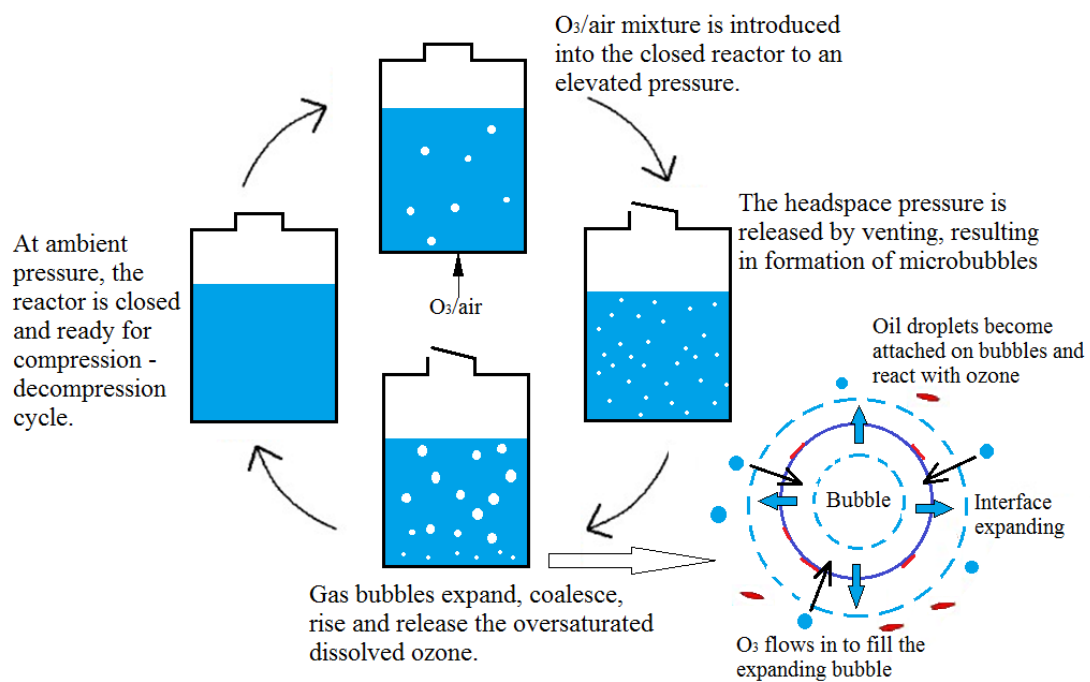 O₃/air mixture is introduced
into the closed reactor to an
elevated pressure.
The headspace pressure is
released by venting, resulting
in formation of microbubbles
At ambient
pressure, the
reactor is closed
and ready for
compression -
decompression
cycle.
O₃/air
Oil droplets become
attached on bubbles and
react with ozone
Bubble
Interface
expanding
Gas bubbles expand, coalesce,
rise and release the oversaturated
dissolved ozone.
O₃ flows in to fill the
expanding bubble